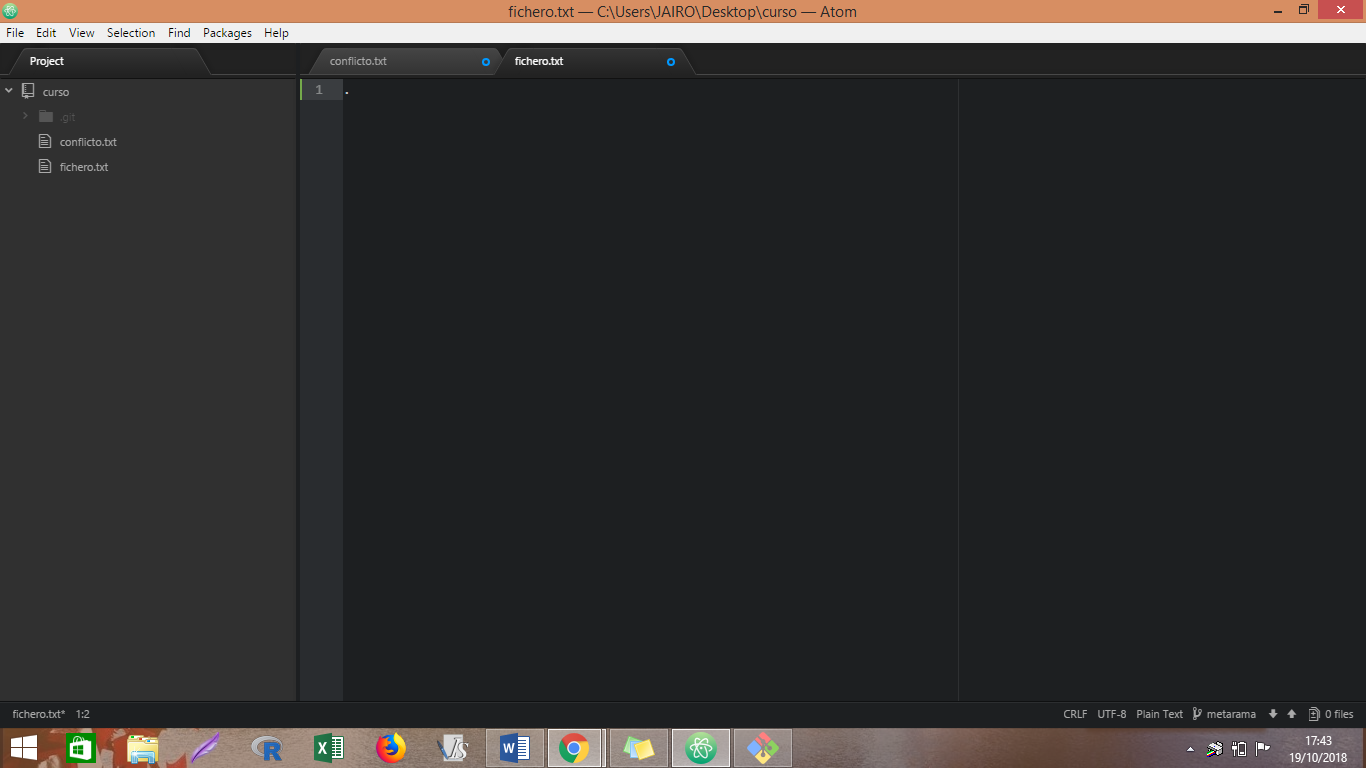 fichero.txt — C:\Users\JAIRO\Desktop\curso — Atom
File Edit View Selection Find Packages Help
Project
conflicto.txt
fichero.txt
curso
.git
conflicto.txt
fichero.txt
1 .
fichero.txt* 1:2
CRLF UTF-8 Plain Text metarama 0 files
R
X
JS
W
17:43
19/10/2018